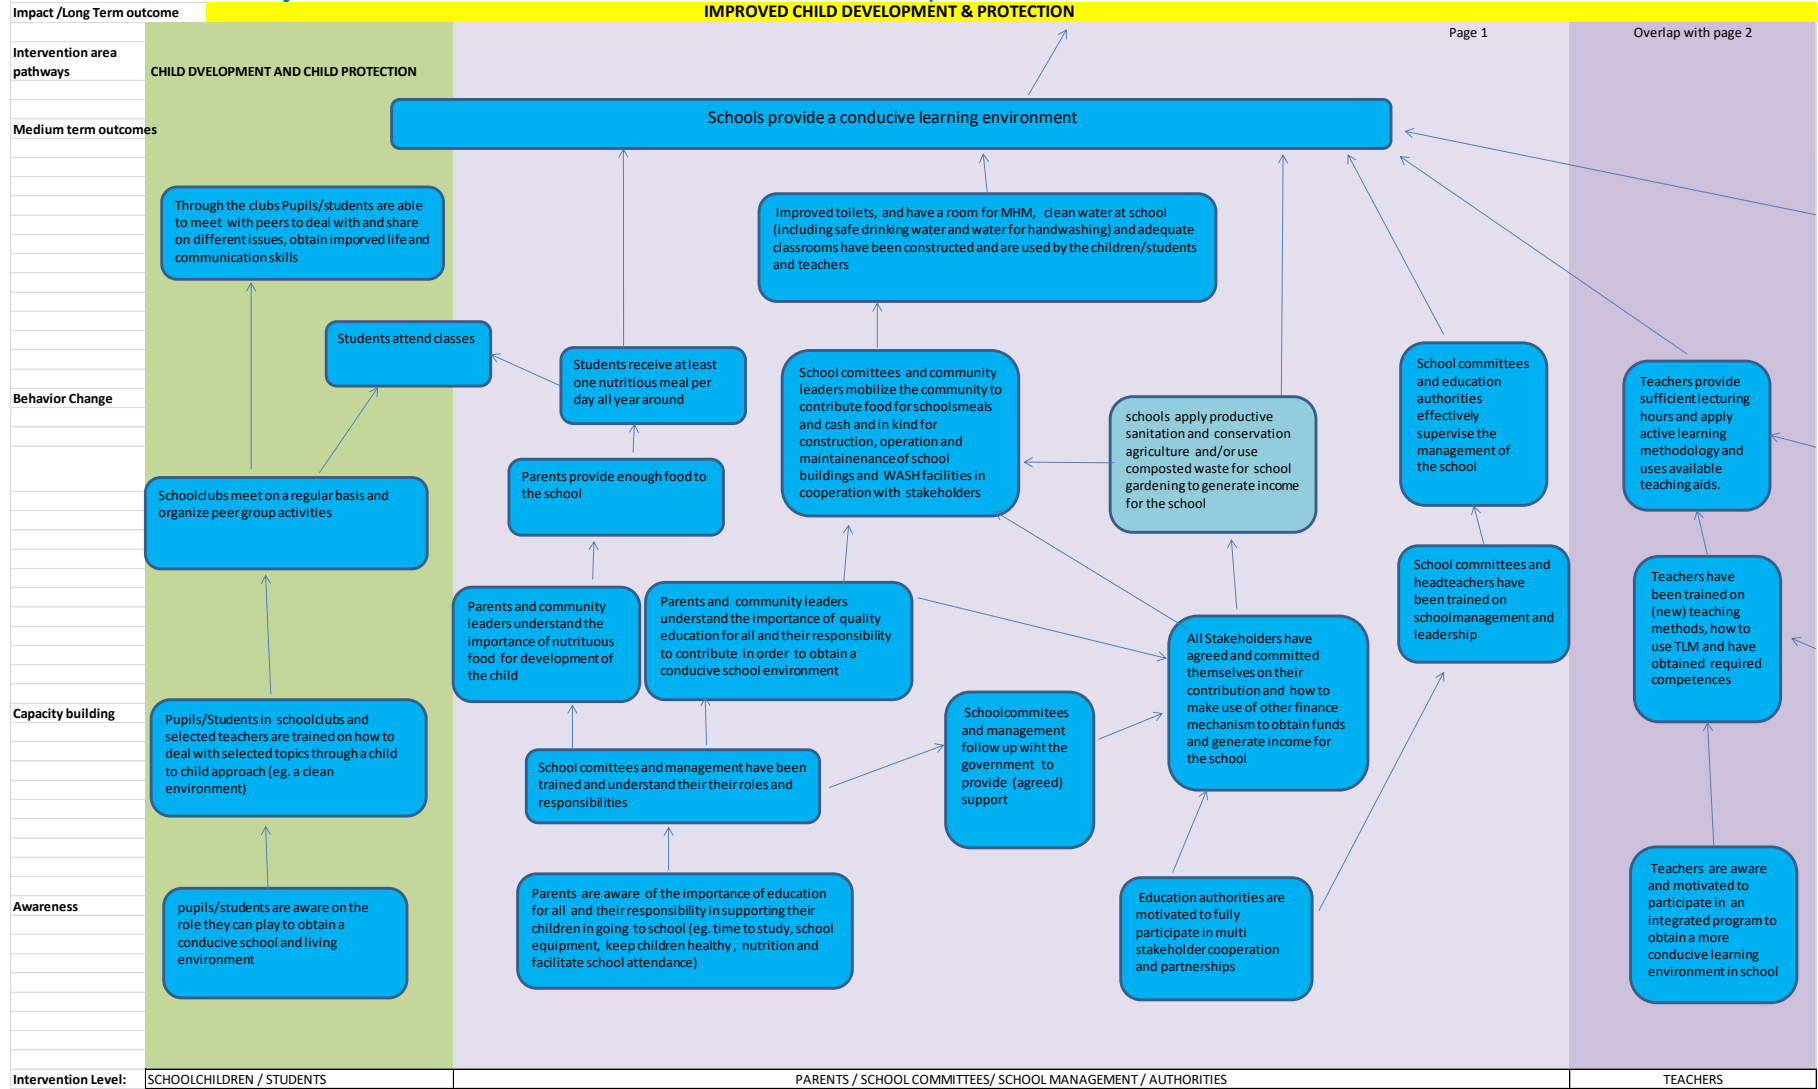 Impact /Long Term outcome
IMPROVED CHILD DEVELOPMENT & PROTECTION
Page 1
Overlap with page 2
Intervention area
pathways
CHILD DVELOPMENT AND CHILD PROTECTION
Medium term outcomes
Schools provide a conducive learning environment
Through the clubs Pupils/students are able
to meet with peers to deal with and share
on different issues, obtain imporved life and
communication skills
Improved toilets, and have a room for MHM, clean water at school
(including safe drinking water and water for handwashing) and adequate
classrooms have been constructed and are used by the children/students
and teachers
Students attend classes
Students receive at least
one nutritious meal per
day all year around
School comittees and community
leaders mobilize the community to
contribute food for schoolsmeals
and cash and in kind for
construction, operation and
maintainenance of school
buildings and WASH facilities in
cooperation with stakeholders
School committees
and education
authorities
effectively
supervise the
management of
the school
Teachers provide
sufficient lecturing
hours and apply
active learning
methodology and
uses available
teaching aids.
Behavior Change
schools apply productive
sanitation and conservation
agriculture and/or use
composted waste for school
gardening to generate income
for the school
Parents provide enough food to
the school
Schoolclubs meet on a regular basis and
organize peer group activities
School committees and
headteachers have
been trained on
schoolmanagement and
leadership
Teachers have
been trained on
(new) teaching
methods, how to
use TLM and have
obtained required
competences
Parents and community
leaders understand the
importance of nutrituous
food for development of
the child
Parents and community leaders
understand the importance of quality
education for all and their responsibility
to contribute in order to obtain a
conducive school environment
All Stakeholders have
agreed and committed
themselves on their
contribution and how to
make use of other finance
mechanism to obtain funds
and generate income for
the school
Capacity building
Pupils/Students in schoolclubs and
selected teachers are trained on how to
deal with selected topics through a child
to child approach (eg. a clean
environment)
Schoolcommitees
and management
follow up wiht the
government to
provide (agreed)
support
School comittees and management have been
trained and understand their their roles and
responsibilities
Awareness
pupils/students are aware on the
role they can play to obtain a
conducive school and living
environment
Parents are aware of the importance of education
for all and their responsibility in supporting their
children in going to school (eg. time to study, school
equipment, keep children healthy , nutrition and
facilitate school attendance)
Education authorities are
motivated to fully
participate in multi
stakeholder cooperation
and partnerships
Teachers are aware
and motivated to
participate in an
integrated program to
obtain a more
conducive learning
environment in school
Intervention Level:
SCHOOLCHILDREN / STUDENTS
PARENTS / SCHOOL COMMITTEES/ SCHOOL MANAGEMENT / AUTHORITIES
TEACHERS